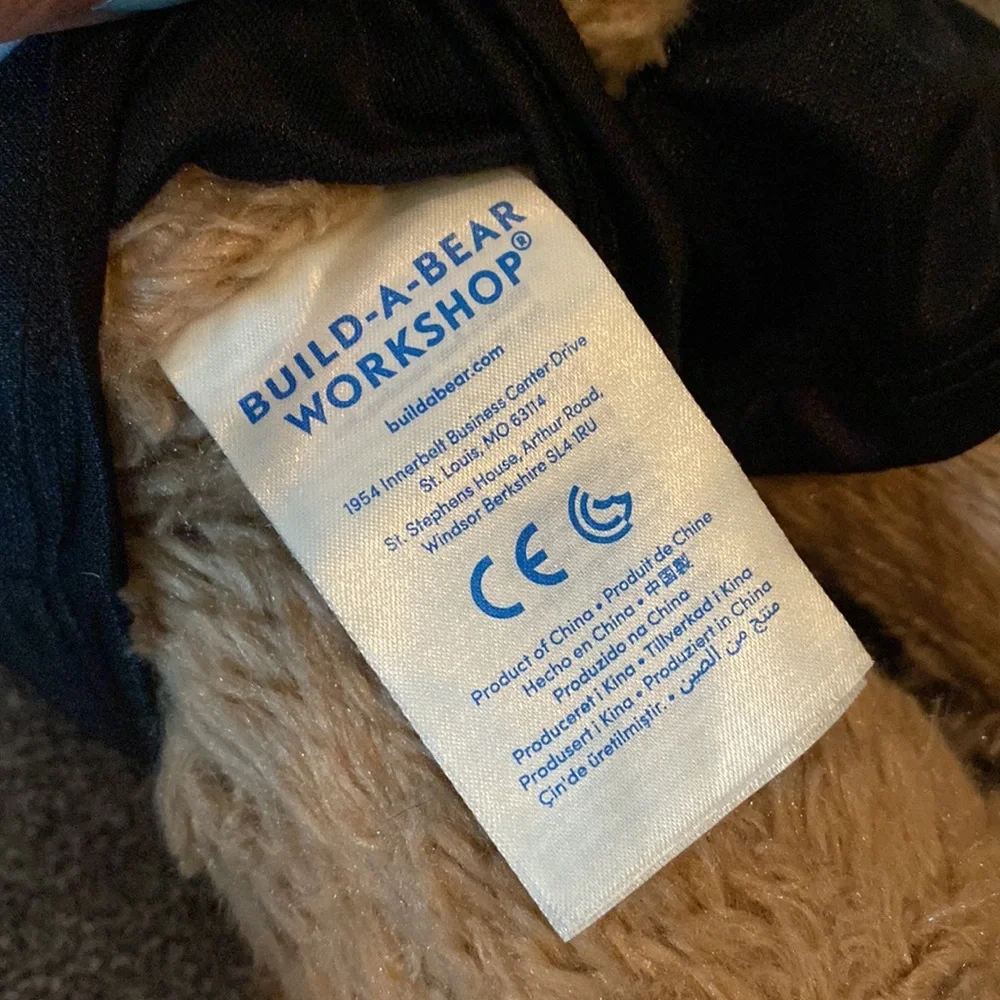 BUILD-A-BEAR
WORKSHOP®
buildabear.com
1954 Innerbelt Business Center Drive
St. Louis, MO 63114
St. Stephens House, Arthur Road,
Windsor Berkshire SL4 1RU
CE
Product of China • Produit de Chine
Hecho en China • 中国製
Produzido na China
Produceret i Kina • Tillverkad i Kina
Produsert i Kina • Produziert in China
Çin'de üretilmiştir. • منتج من الصين